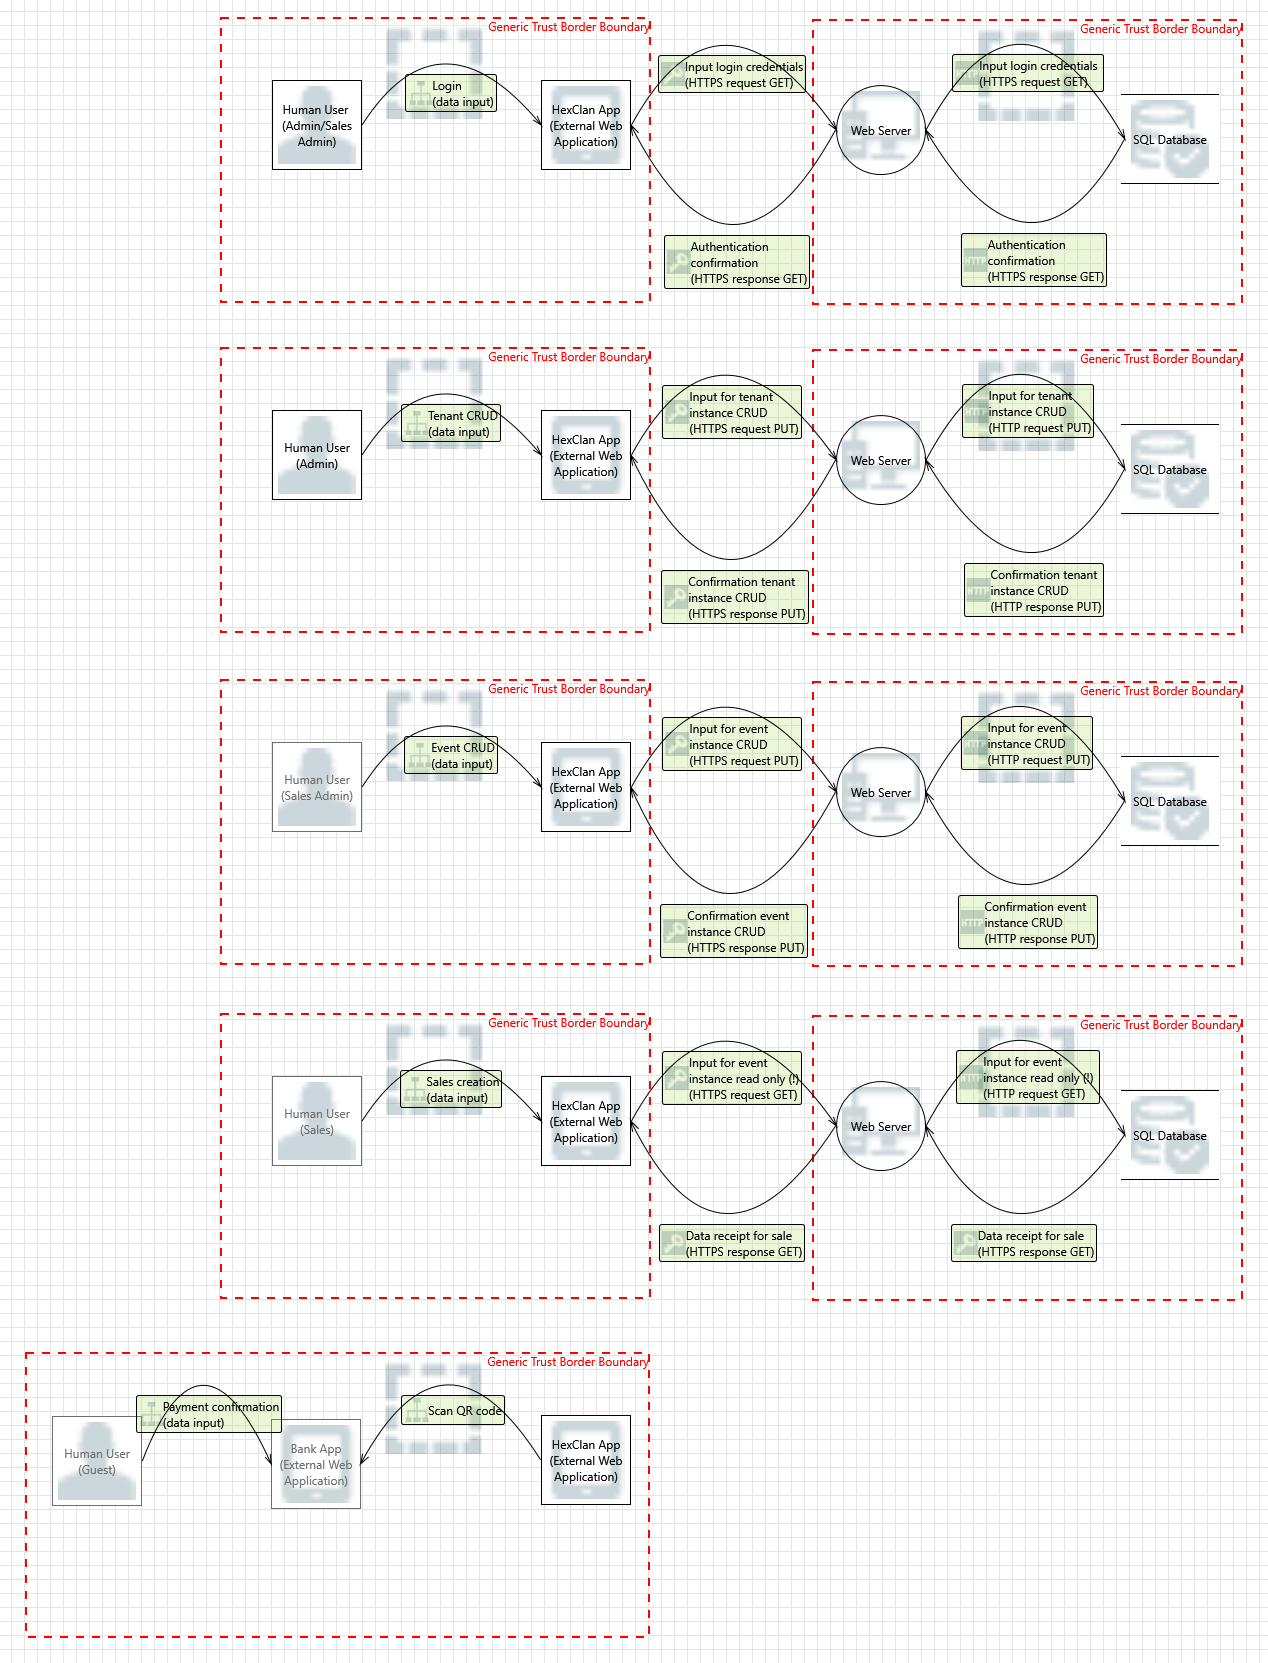 Generic Trust Border Boundary
Human User
(Admin/Sales
Admin)
Login
(data input)
HexClan App
(External Web
Application)
Input login credentials
(HTTPS request GET)
Authentication
confirmation
(HTTPS response GET)
Generic Trust Border Boundary
Web Server
Input login credentials
(HTTPS request GET)
HTTP
Authentication
confirmation
(HTTPS response GET)
SQL Database
Generic Trust Border Boundary
Human User
(Admin)
Tenant CRUD
(data input)
HexClan App
(External Web
Application)
Input for tenant
instance CRUD
(HTTPS request PUT)
Confirmation tenant
instance CRUD
(HTTPS response PUT)
Generic Trust Border Boundary
Web Server
Input for tenant
instance CRUD
(HTTP request PUT)
HTTP
Confirmation tenant
instance CRUD
(HTTP response PUT)
SQL Database
Generic Trust Border Boundary
Human User
(Sales Admin)
Event CRUD
(data input)
HexClan App
(External Web
Application)
Input for event
instance CRUD
(HTTPS request PUT)
Confirmation event
instance CRUD
(HTTPS response PUT)
Generic Trust Border Boundary
Web Server
Input for event
instance CRUD
(HTTP request PUT)
HTTP
Confirmation event
instance CRUD
(HTTP response PUT)
SQL Database
Generic Trust Border Boundary
Human User
(Sales)
Sales creation
(data input)
HexClan App
(External Web
Application)
Input for event
instance read only (!)
(HTTPS request GET)
Data receipt for sale
(HTTPS response GET)
Generic Trust Border Boundary
Web Server
Input for event
instance read only (!)
(HTTP request GET)
Data receipt for sale
(HTTPS response GET)
SQL Database
Generic Trust Border Boundary
Human User
(Guest)
Payment confirmation
(data input)
Bank App
(External Web
Application)
Scan QR code
HexClan App
(External Web
Application)